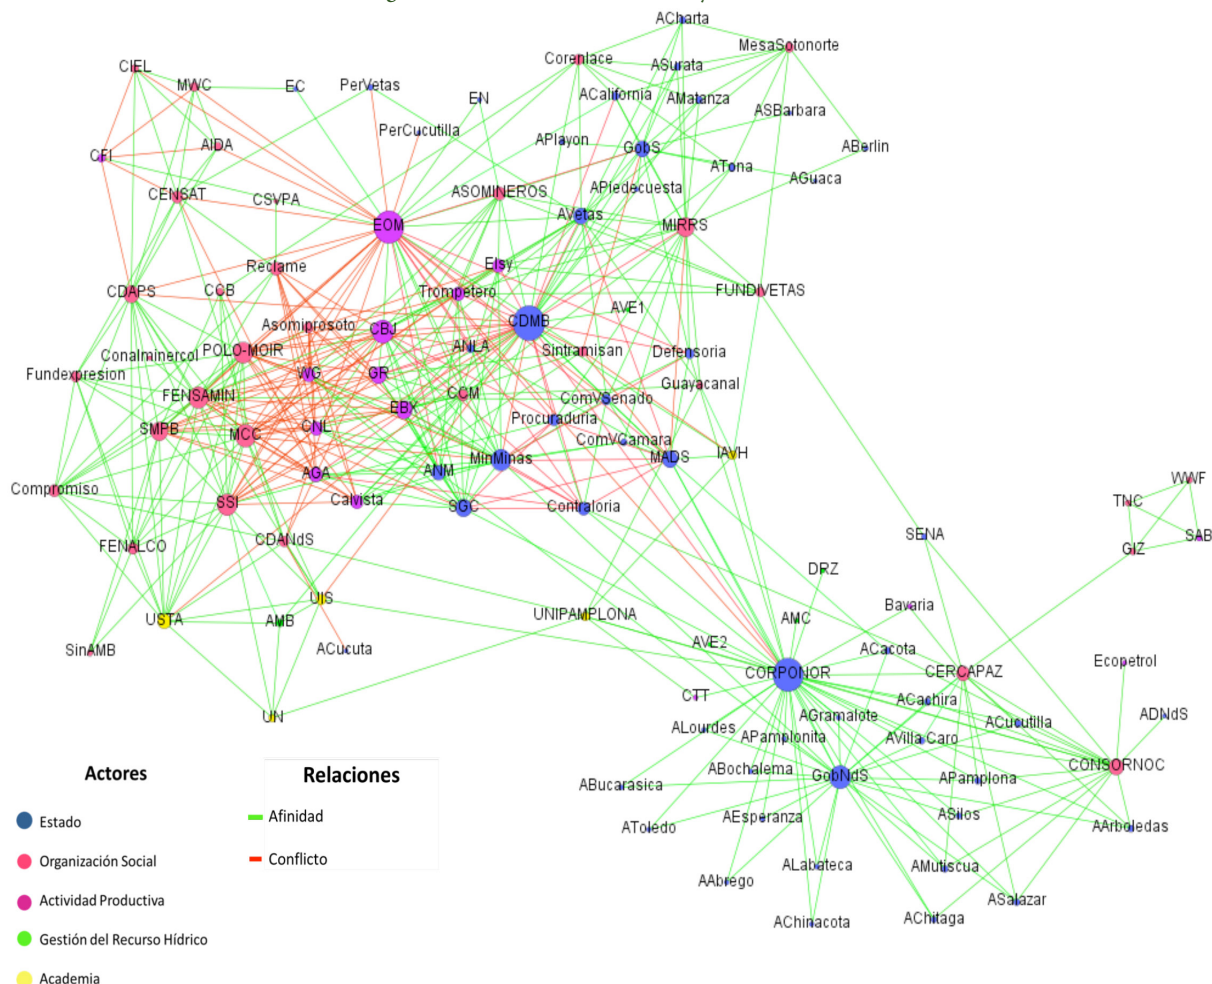 ACharta
MesaSotonorte
Corenlace
CIEL
ASurata
MWC
EC
PerVetas
ACalifornia
AMatanza
EN
ASBarbara
PerCucutilla
APlayon
AIDA
GobS
ABerlin
CFI
ATona
AGuaca
CENSAT
CSVPA
ASOMINEROS
APiedecuesta
AVetas
EOM
MIRRS
Reclame
Elsy
CDAPS
CCB
Trompetero
FUNDIVETAS
AVE1
Asomiprosoto
CBJ
CDMB
ANLA
POLO-MOIR
Sintramisan
Defensoria
Conalminercol
Fundexpresion
WG
GR
Guayacanal
FENSAMIN
CCM
ComVSenado
EBX
Procuraduria
SMPB
MCC
CNL
ComVCamara
IAVH
MinMinas
MADS
AGA
ANM
WWF
Compromiso
SSI
Calvista
SGC
Contraloria
TNC
SENA
SAB
FENALCO
CDANdS
GIZ
DRZ
UIS
Bavaria
USTA
AMB
UNIPAMPLONA
AMC
SinAMB
ACucuta
AVE2
ACacota
Ecopetrol
CORPONOR
CERCAPAZ
CTT
ACachira
UN
AGramalote
ACucutilla
ADNdS
ALourdes
APamplonita
AVilla Caro
CONSORNOC
Actores
Relaciones
ABochalema
GobNdS
APamplona
ABucarasica
Estado
Afinidad
AToledo
AEsperanza
ASilos
AArboledas
Organización Social
Conflicto
ALabateca
AMutiscua
AAbrego
Actividad Productiva
ASalazar
AChinacota
AChitaga
Gestión del Recurso Hídrico
Academia